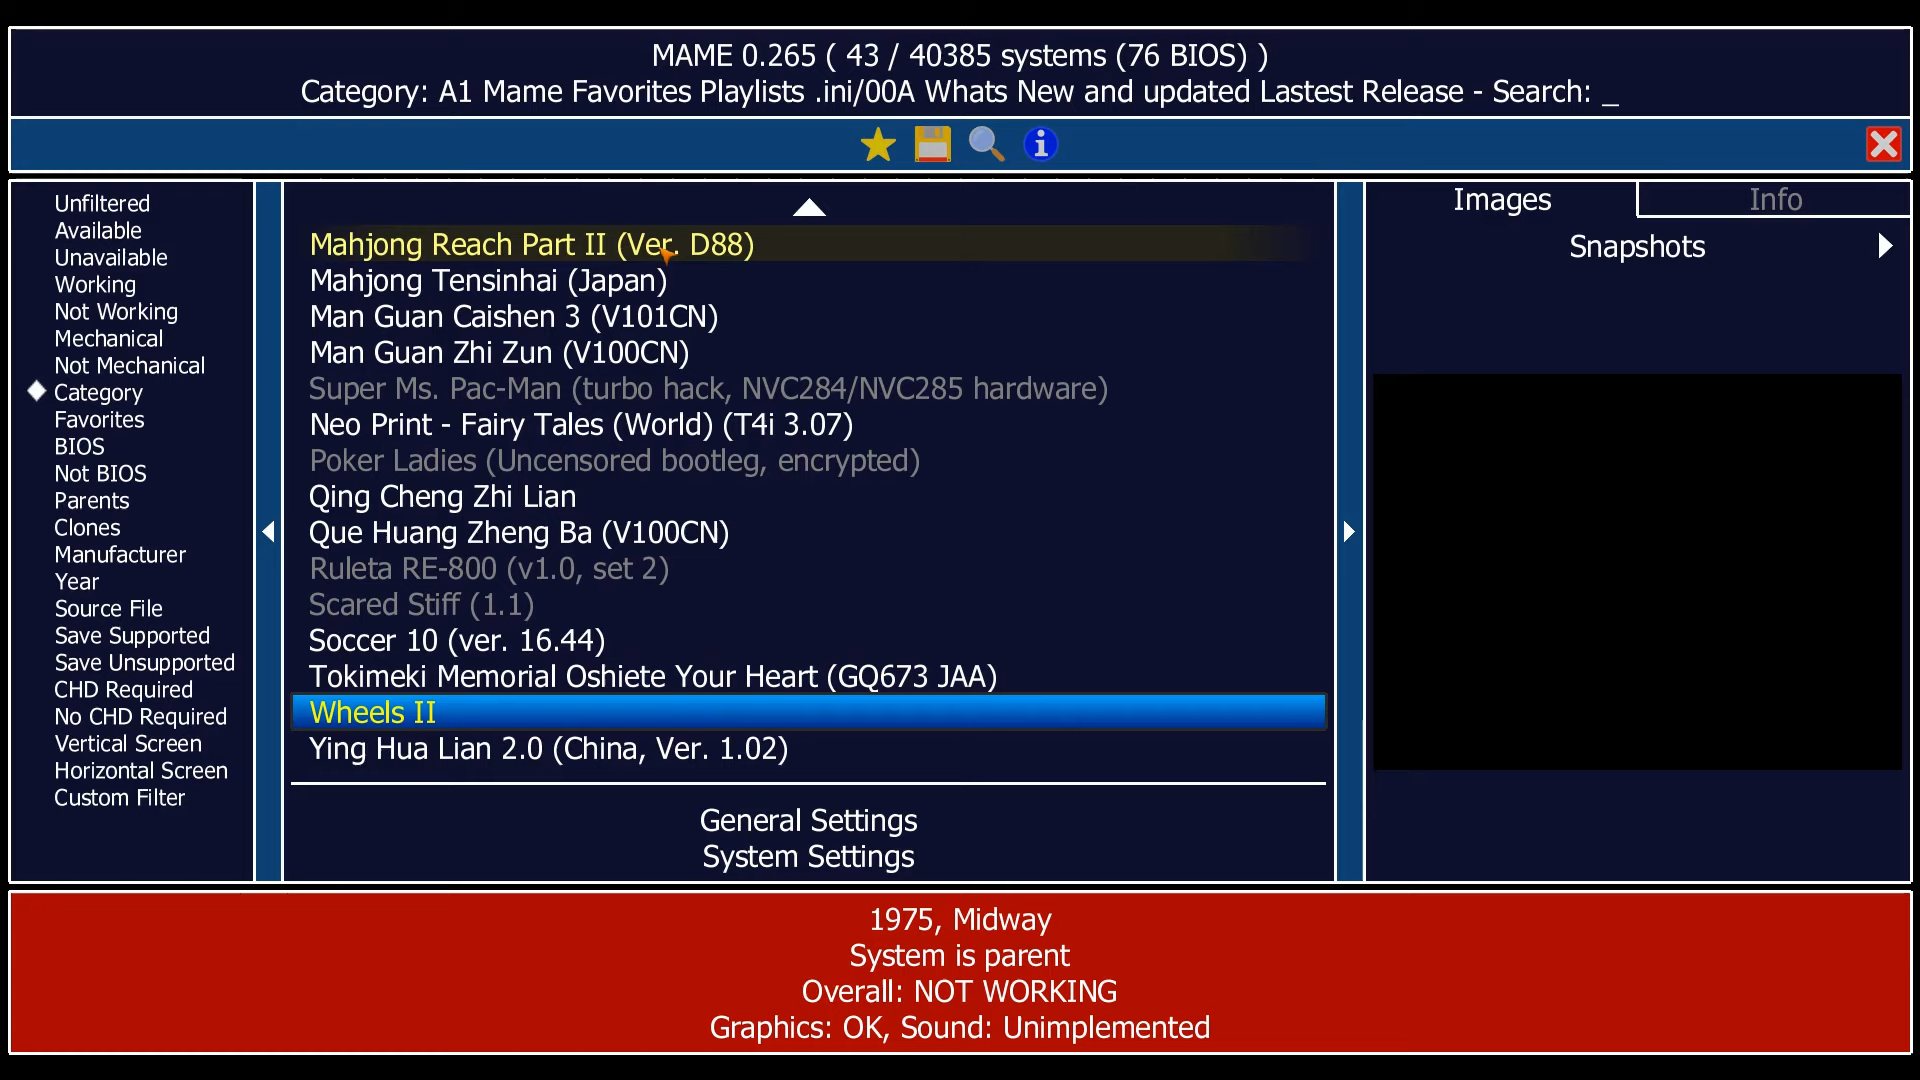 MAME 0.265 ( 43 / 40385 systems (76 BIOS) )
Category: A1 Mame Favorites Playlists .ini/00A Whats New and updated Lastest Release - Search: _
Unfiltered
Available
Unavailable
Working
Not Working
Mechanical
Not Mechanical
Category
Favorites
BIOS
Not BIOS
Parents
Clones
Manufacturer
Year
Source File
Save Supported
Save Unsupported
CHD Required
No CHD Required
Vertical Screen
Horizontal Screen
Custom Filter
Mahjong Reach Part II (Ver. D88)
Mahjong Tensinhai (Japan)
Man Guan Caishen 3 (V101CN)
Man Guan Zhi Zun (V100CN)
Super Ms. Pac-Man (turbo hack, NVC284/NVC285 hardware)
Neo Print - Fairy Tales (World) (T4i 3.07)
Poker Ladies (Uncensored bootleg, encrypted)
Qing Cheng Zhi Lian
Que Huang Zheng Ba (V100CN)
Ruleta RE-800 (v1.0, set 2)
Scared Stiff (1.1)
Soccer 10 (ver. 16.44)
Tokimeki Memorial Oshiete Your Heart (GQ673 JAA)
Wheels II
Ying Hua Lian 2.0 (China, Ver. 1.02)
General Settings
System Settings
Images
Info
Snapshots
1975, Midway
System is parent
Overall: NOT WORKING
Graphics: OK, Sound: Unimplemented